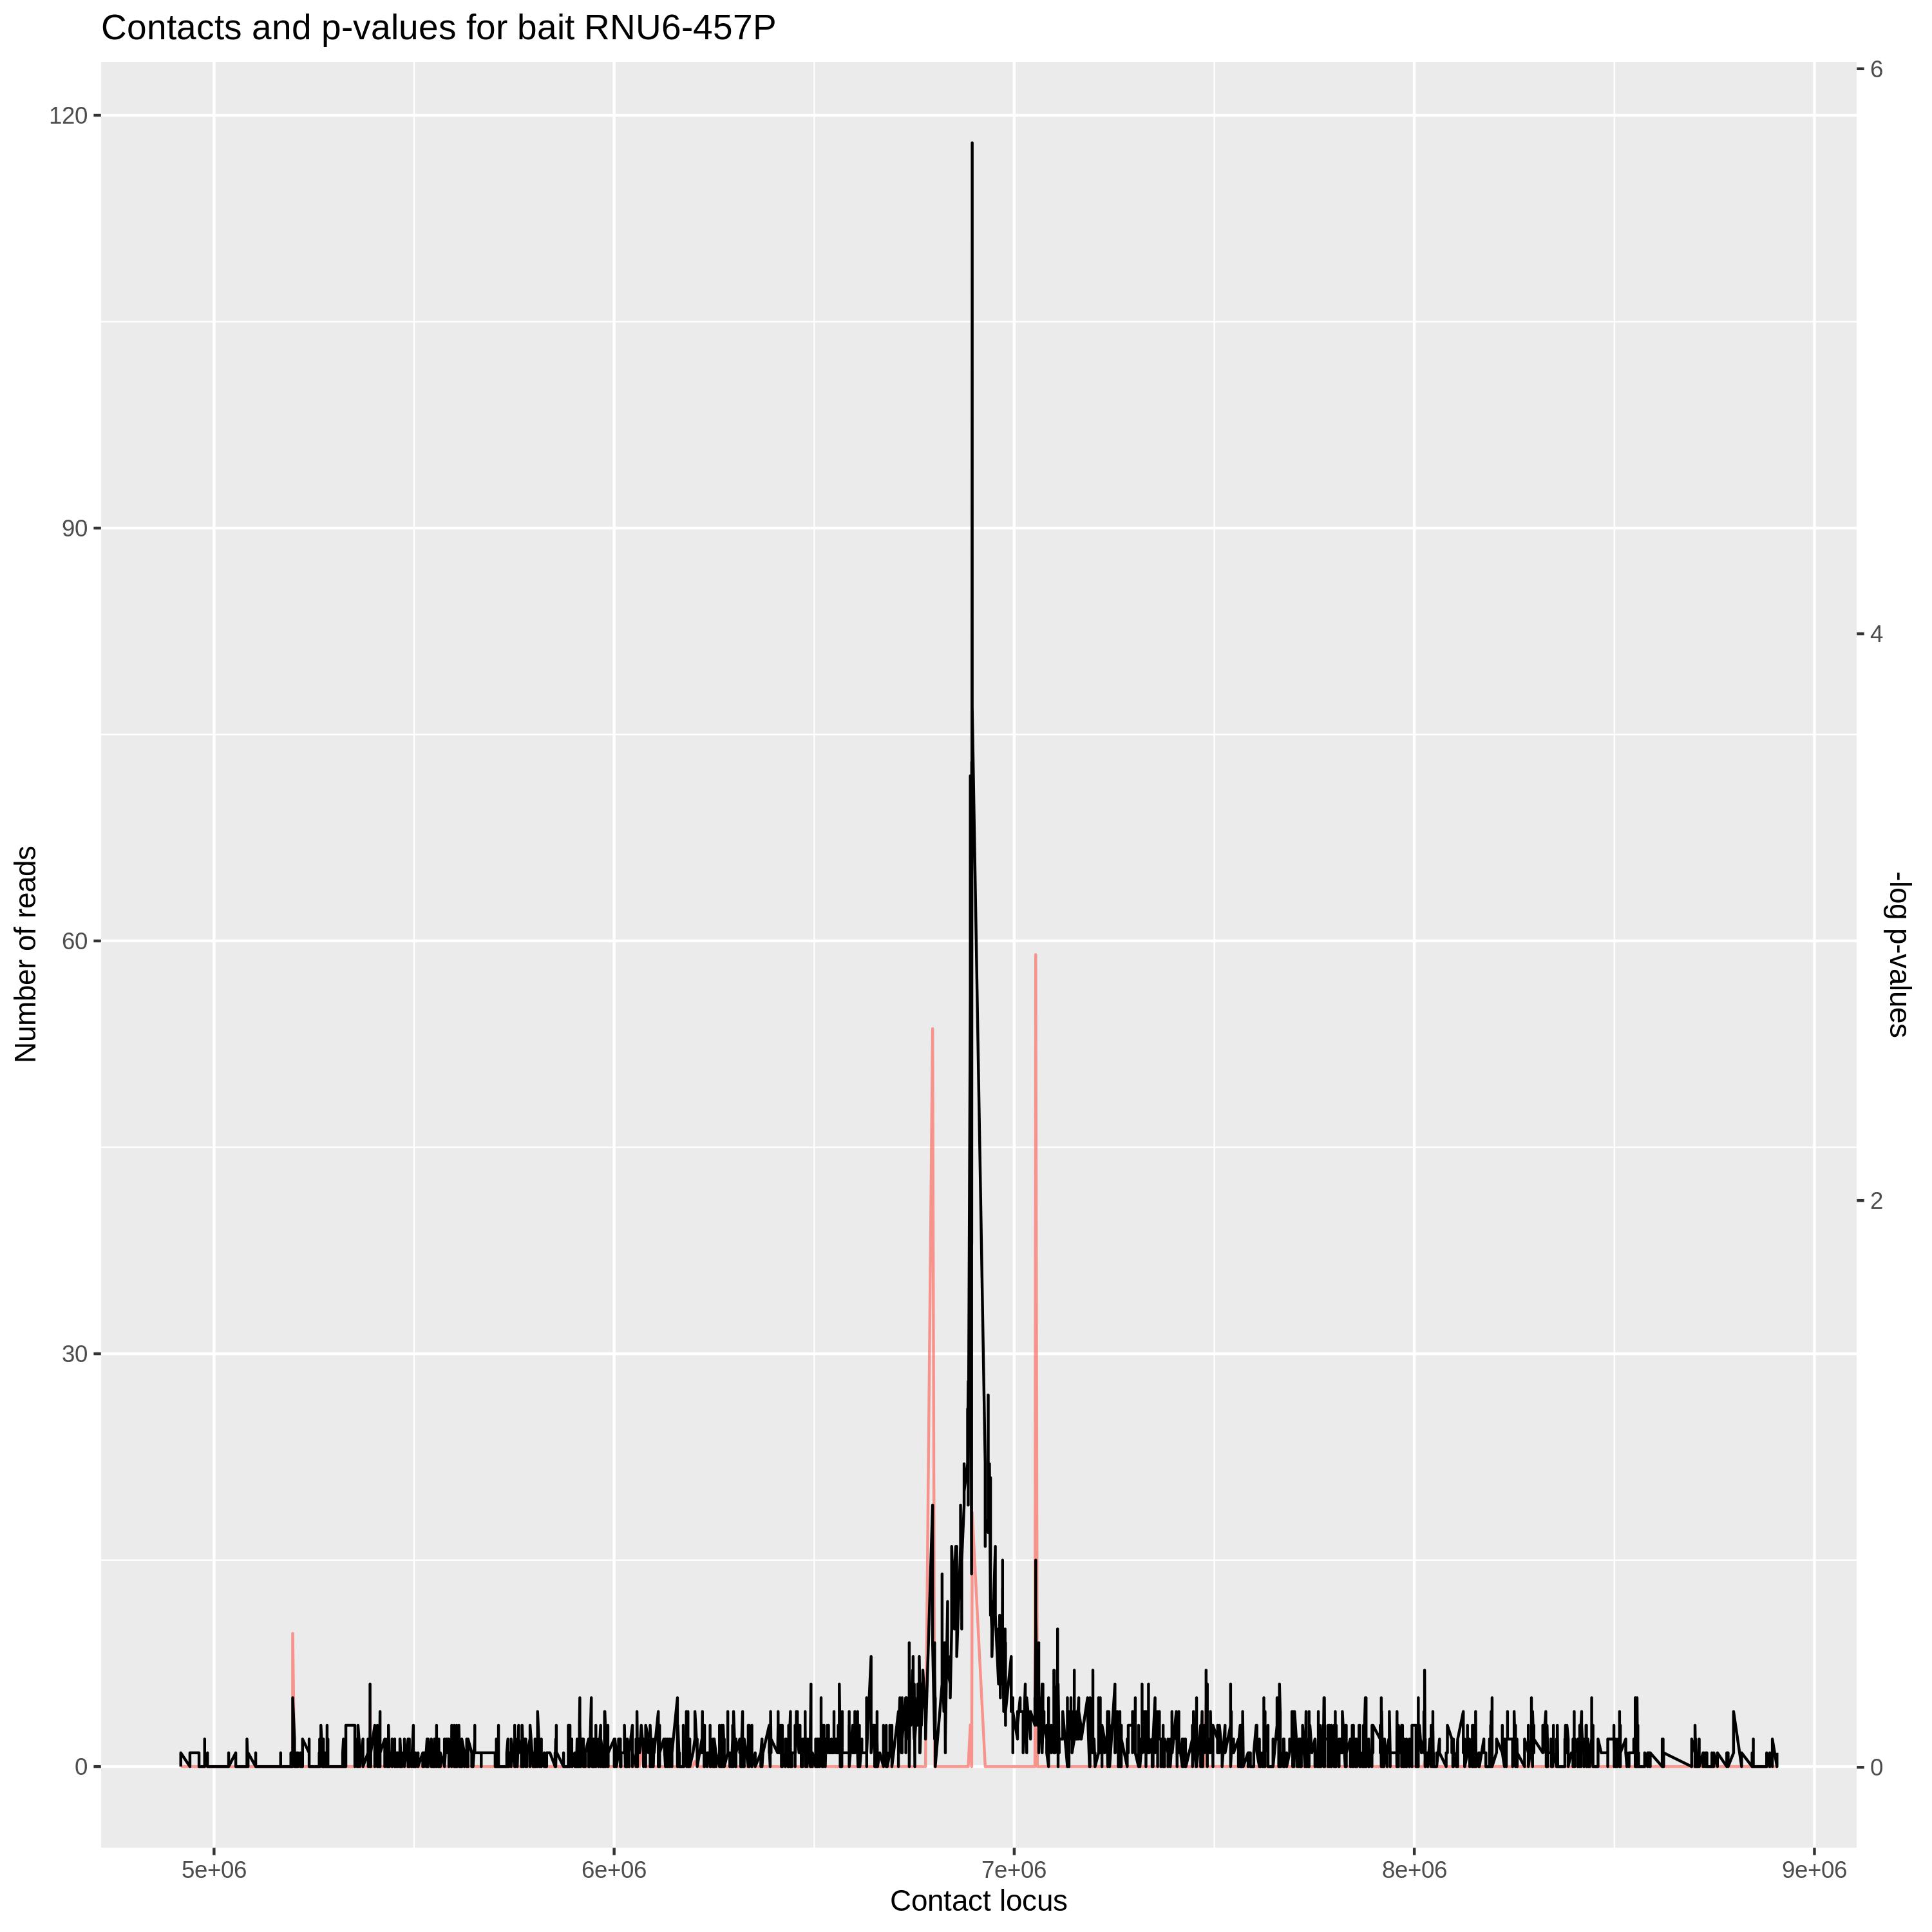 Contacts and p-values for bait RNU6-457P
120
90
60
30
0
6
4
2
0
Number of reads
-log p-values
5e+06
6e+06
7e+06
8e+06
9e+06
Contact locus